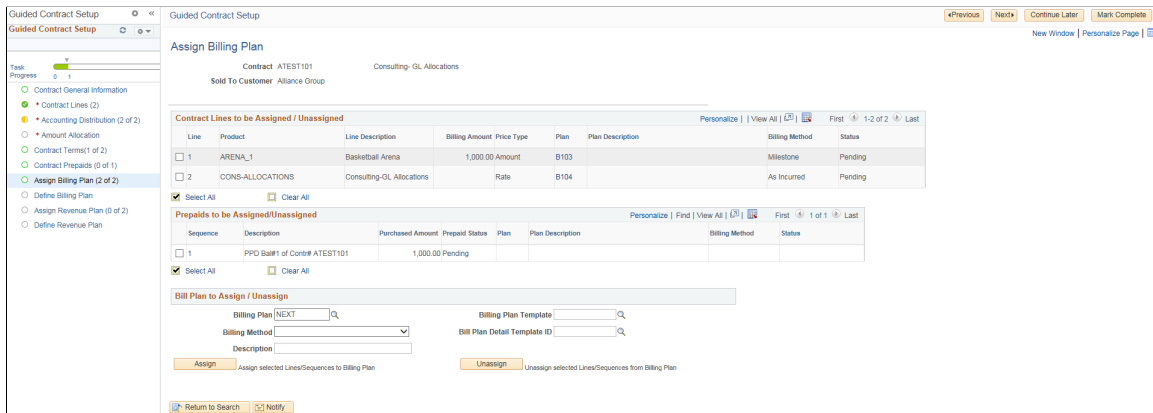 Guided Contract Setup
Guided Contract Setup
Task Progress 0 1
Contract General Information
* Contract Lines (2)
* Accounting Distribution (2 of 2)
* Amount Allocation
Contract Terms(1 of 2)
Contract Prepaids (0 of 1)
Assign Billing Plan (2 of 2)
Define Billing Plan
Assign Revenue Plan (0 of 2)
Define Revenue Plan
Guided Contract Setup
Previous Next Continue Later Mark Complete
New Window | Personalize Page |
Assign Billing Plan
Contract ATEST101 Consulting- GL Allocations
Sold To Customer Alliance Group
Contract Lines to be Assigned / Unassigned Personalize | | View All | | First 1-2 of 2 Last
Line Product Line Description Billing Amount Price Type Plan Plan Description Billing Method Status
1 ARENA_1 Basketball Arena 1,000.00 Amount B103 Milestone Pending
2 CONS-ALLOCATIONS Consulting-GL Allocations Rate B104 As Incurred Pending
Select All Clear All
Prepaids to be Assigned/Unassigned Personalize | Find | View All | | First 1 of 1 Last
Sequence Description Purchased Amount Prepaid Status Plan Plan Description Billing Method Status
1 PPD Bal#1 of Contr# ATEST101 1,000.00 Pending
Select All Clear All
Bill Plan to Assign / Unassign
Billing Plan NEXT Billing Plan Template
Billing Method Bill Plan Detail Template ID
Description
Assign Assign selected Lines/Sequences to Billing Plan Unassign Unassign selected Lines/Sequences from Billing Plan
Return to Search Notify